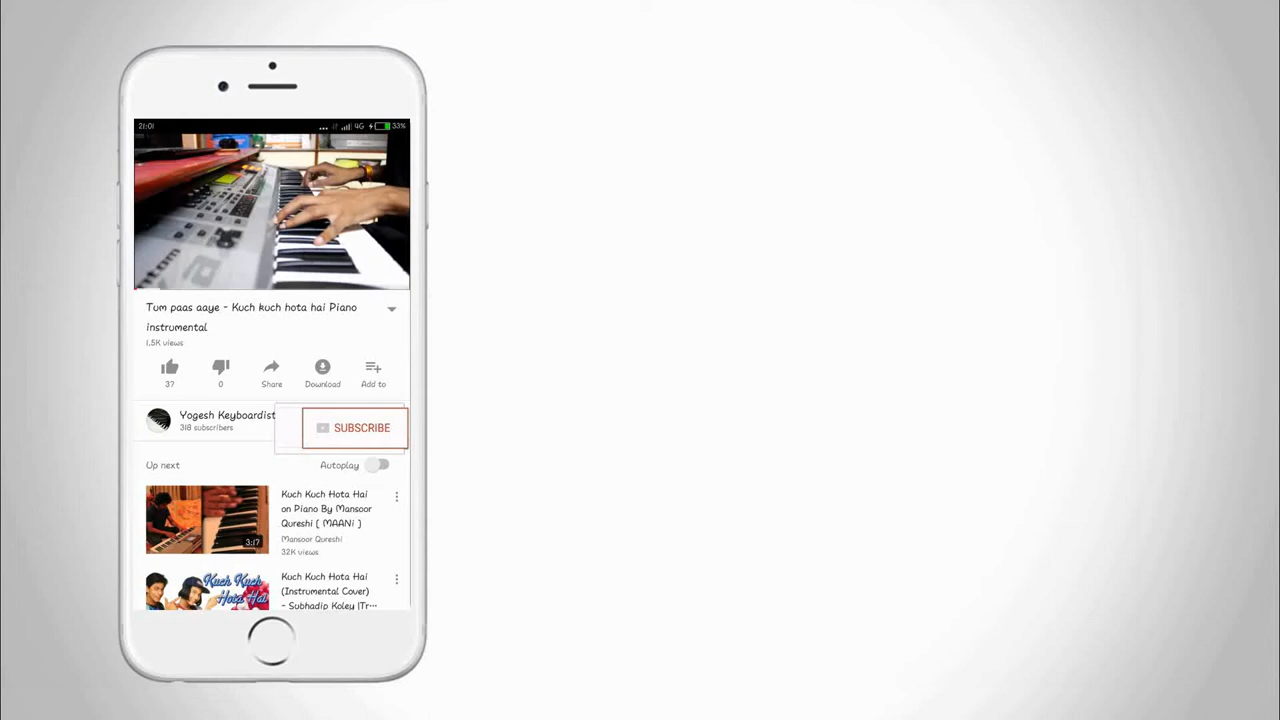 21:01
4G
33%
Tum paas aaye - Kuch kuch hota hai Piano
instrumental
1,5K views
37
0
Share
Download
Add to
Yogesh Keyboardist
318 subscribers
SUBSCRIBE
Up next
Autoplay
Kuch Kuch Hota Hai
on Piano By Mansoor
Qureshi ( MAANi )
Mansoor Qureshi
32K views
3:17
Kuch Kuch
Hota Hai
Kuch Kuch Hota Hai
(Instrumental Cover)
- Subhadip Koley |Tr...